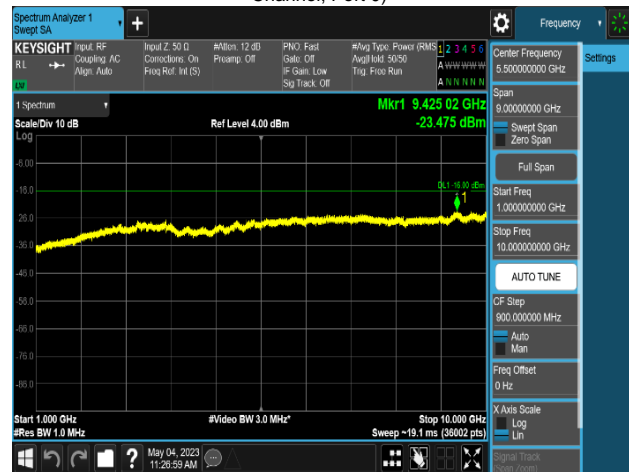 Channel, Port 0)
Spectrum Analyzer 1
Swept SA
Frequency
KEYSIGHT
RL
Input: RF
Coupling: AC
Align: Auto
Input Z: 50 Ω
Corrections: On
Freq Ref: Int (S)
#Atten: 12 dB
Preamp: Off
PNO: Fast
Gate: Off
IF Gain: Low
Sig Track: Off
#Avg Type: Power (RMS
Avg|Hold: 50/50
Trig: Free Run
1 2 3 4 5 6
A W W W W W
A N N N N N
1 Spectrum
Scale/Div 10 dB
Log
Ref Level 4.00 dBm
Mkr1 9.425 02 GHz
-23.475 dBm
DL1 -16.00 dBm
1
-6.00
-16.0
-26.0
-36.0
-46.0
-56.0
-66.0
-76.0
-86.0
Start 1.000 GHz
#Res BW 1.0 MHz
#Video BW 3.0 MHz*
Stop 10.000 GHz
Sweep ~19.1 ms (36002 pts)
May 04, 2023
11:26:59 AM
Center Frequency
5.500000000 GHz
Span
9.00000000 GHz
Swept Span
Zero Span
Full Span
Start Freq
1.000000000 GHz
Stop Freq
10.000000000 GHz
AUTO TUNE
CF Step
900.000000 MHz
Auto
Man
Freq Offset
0 Hz
X Axis Scale
Log
Lin
Signal Track
(Span Zoom)
Settings